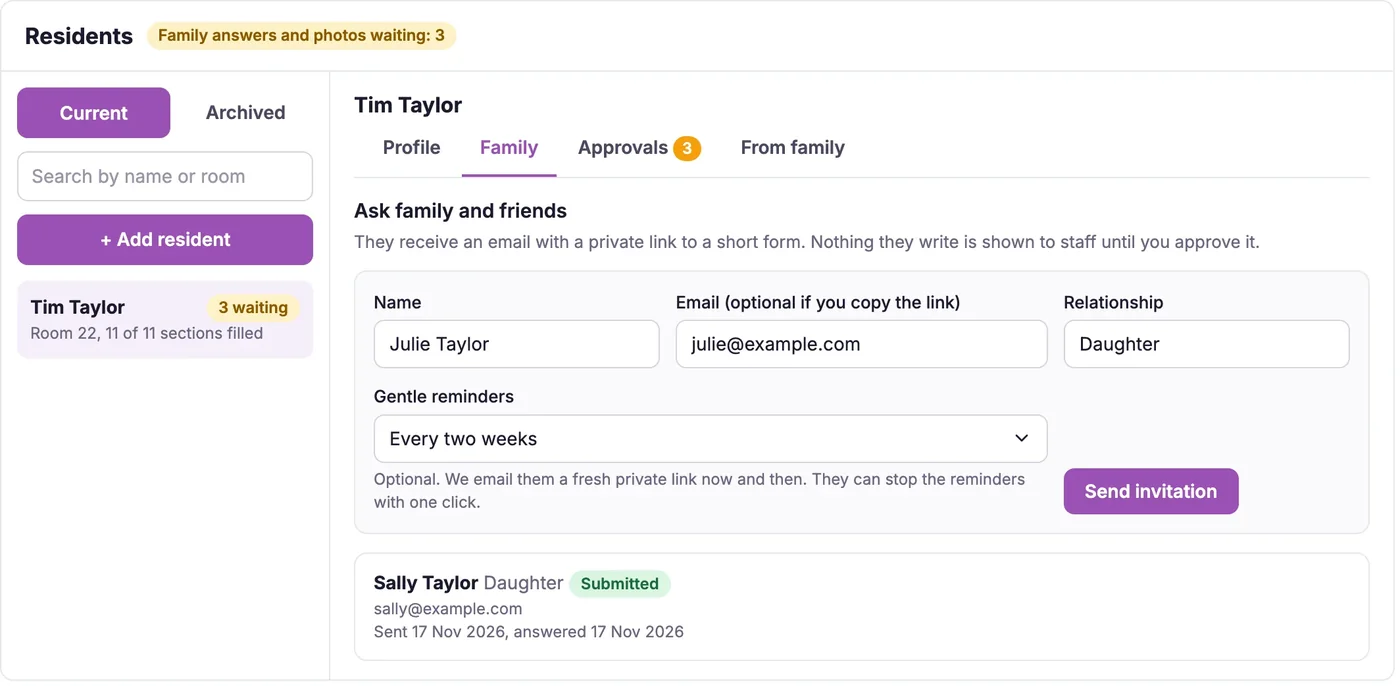 Residents Family answers and photos waiting: 3
Current Archived
Search by name or room
+ Add resident
Tim Taylor 3 waiting
Room 22, 11 of 11 sections filled
Tim Taylor
Profile Family Approvals 3 From family
Ask family and friends
They receive an email with a private link to a short form. Nothing they write is shown to staff until you approve it.
Name Email (optional if you copy the link) Relationship
Julie Taylor julie@example.com Daughter
Gentle reminders
Every two weeks
Optional. We email them a fresh private link now and then. They can stop the reminders
with one click.
Send invitation
Sally Taylor Daughter Submitted
sally@example.com
Sent 17 Nov 2026, answered 17 Nov 2026